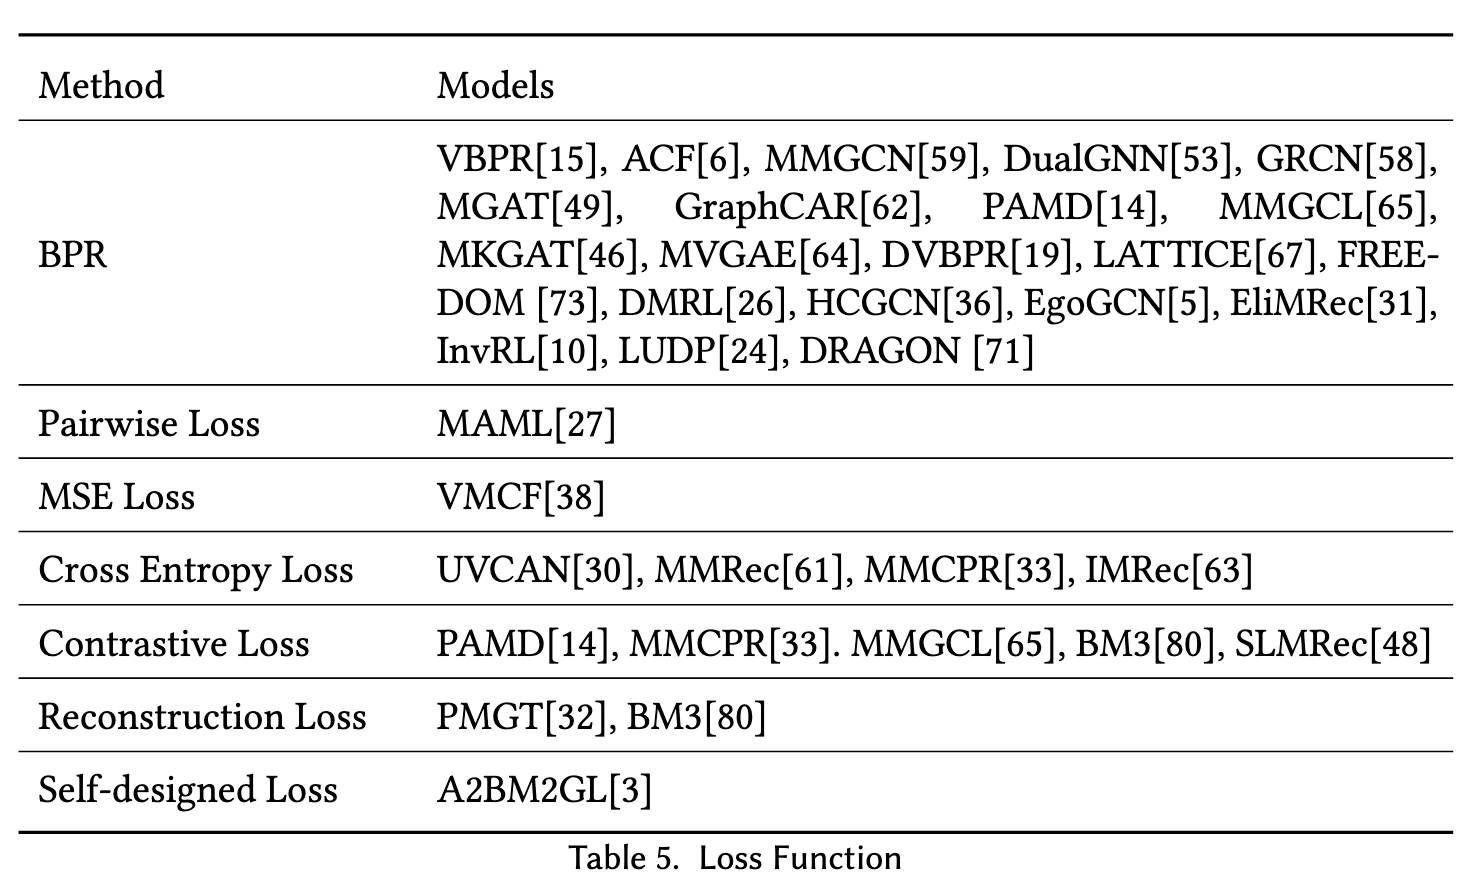 Method Models
VBPR[15], ACF[6], MMGCN[59], DualGNN[53], GRCN[58],
MGAT[49], GraphCAR[62], PAMD[14], MMGCL[65],
BPR MKGAT[46], MVGAE[64], DVBPR[19], LATTICE[67], FREE-
DOM [73], DMRL[26], HCGCN[36], EgoGCN[5], EliMRec[31],
InvRL[10], LUDP[24], DRAGON [71]
Pairwise Loss MAML[27]
MSE Loss VMCF[38]
Cross Entropy Loss UVCAN[30], MMRec[61], MMCPR[33], IMRec[63]
Contrastive Loss PAMD[14], MMCPR[33]. MMGCL[65], BM3[80], SLMRec[48]
Reconstruction Loss PMGT[32], BM3[80]
Self-designed Loss A2BM2GL[3]
Table 5. Loss Function